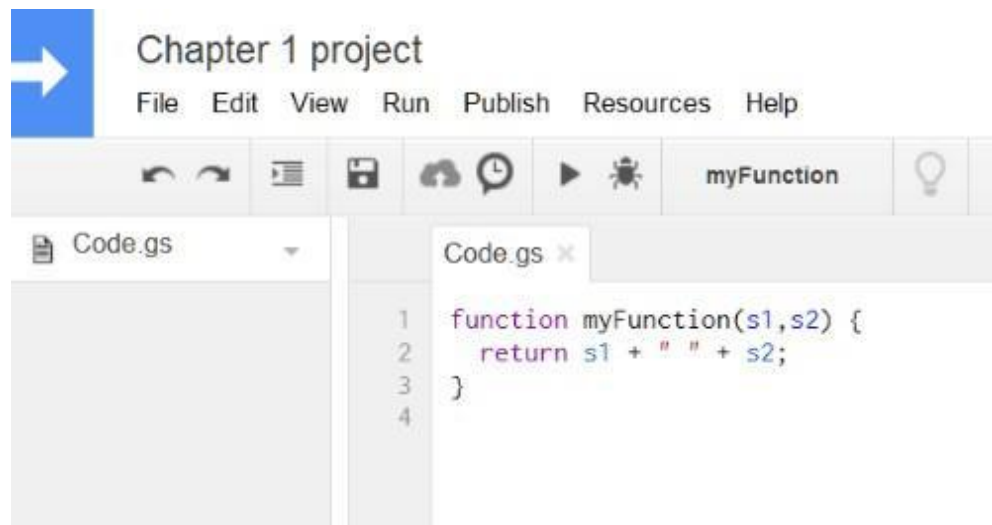 Chapter 1 project
File Edit View Run Publish Resources Help
myFunction
Code.gs
Code.gs
1 function myFunction(s1,s2) {
2 return s1 + " " + s2;
3 }
4